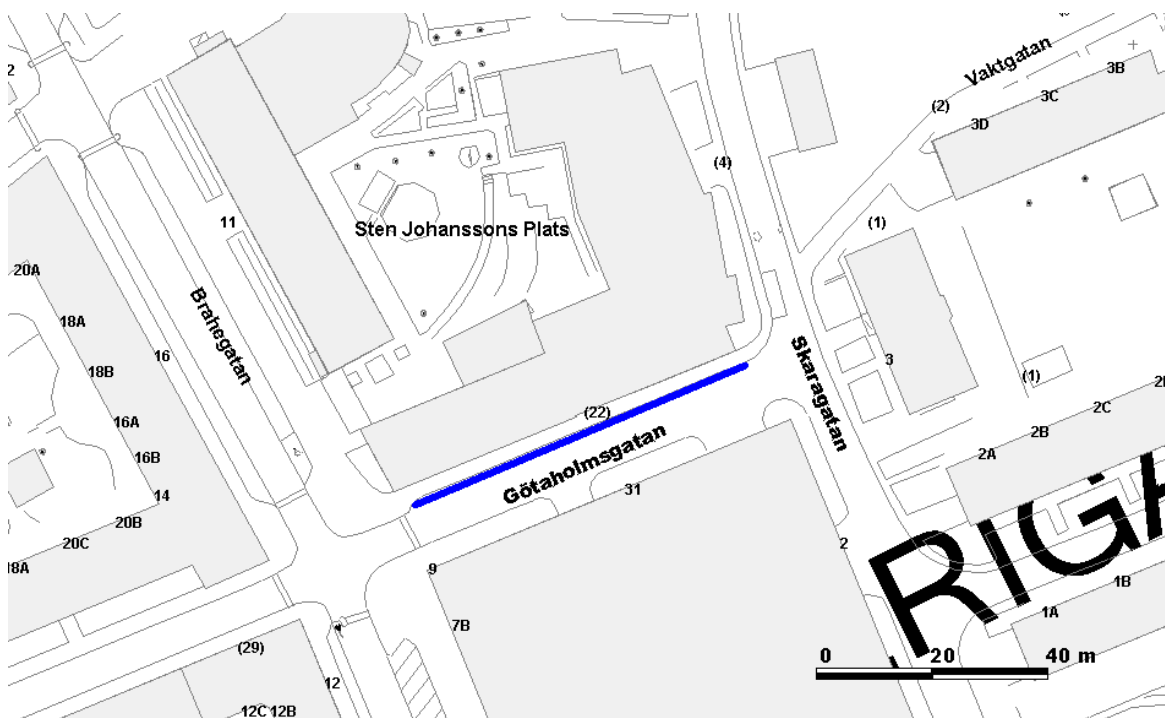 Vaktgatan
3B
2
3C
(2)
3D
(4)
11
Sten Johanssons Plats
(1)
20A
Brahegatan
18A
16
Skaragatan
18B
3
(1)
(22)
2C
16A
Götaholmsgatan
2B
16B
2A
14
31
20B
20C
2
RIGA
18A
9
1B
7B
1A
(29)
0 20 40 m
12
12C 12B